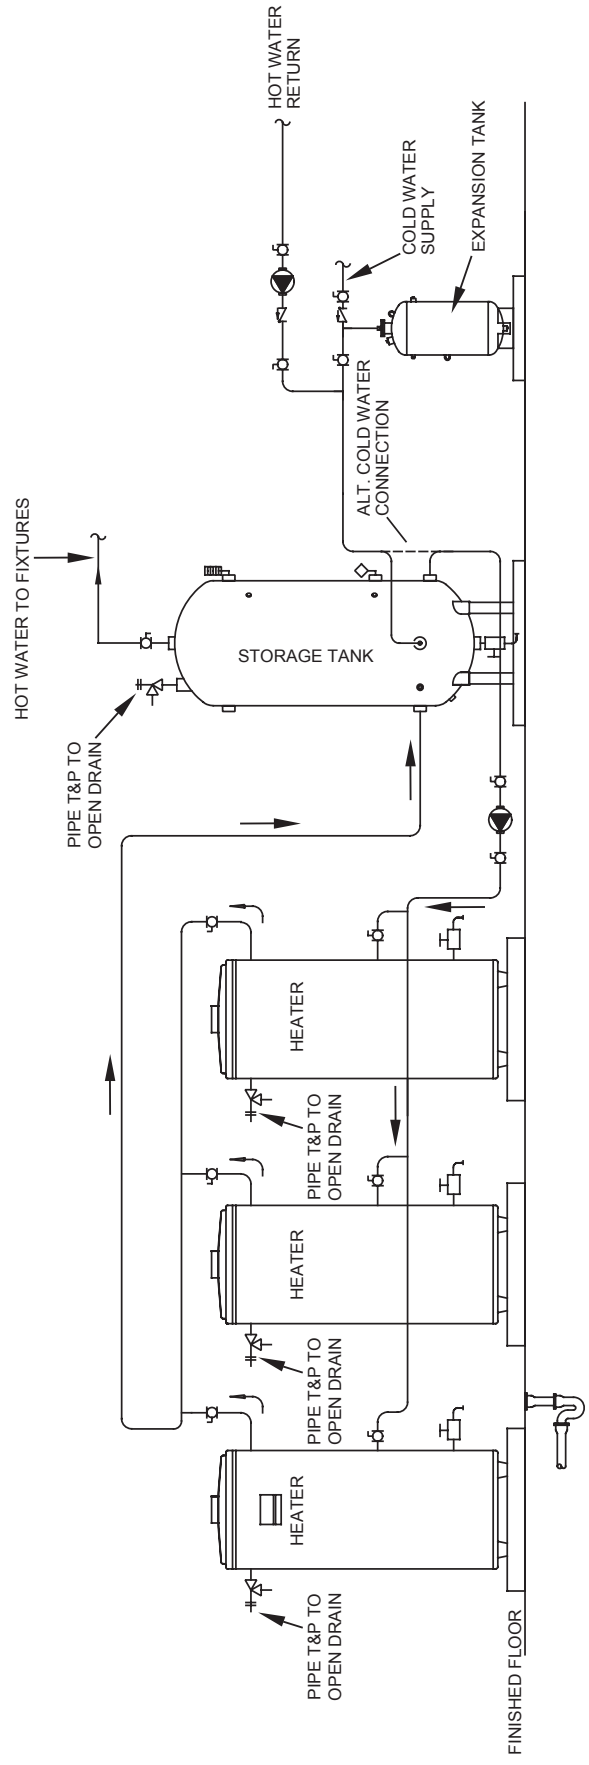 HOT WATER TO FIXTURES
PIPE T&P TO
OPEN DRAIN
STORAGE TANK
HOT WATER
RETURN
HEATER
HEATER
HEATER
PIPE T&P TO
OPEN DRAIN
PIPE T&P TO
OPEN DRAIN
PIPE T&P TO
OPEN DRAIN
ALT. COLD WATER
CONNECTION
COLD WATER
SUPPLY
EXPANSION TANK
FINISHED FLOOR